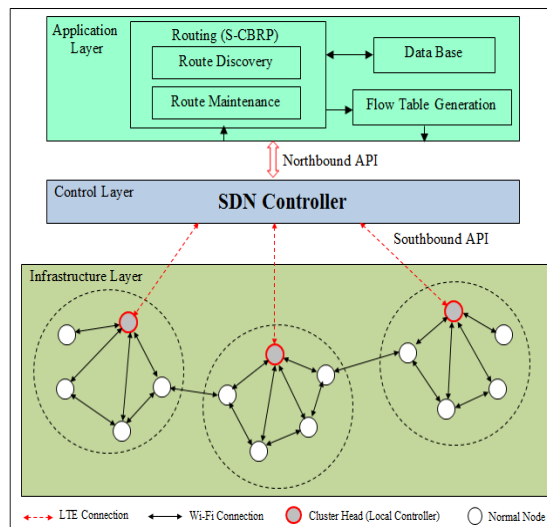 Application
Layer
Routing (S-CBRP)
Route Discovery
Route Maintenance
Data Base
Flow Table Generation
Northbound API
Control Layer
SDN Controller
Southbound API
Infrastructure Layer
LTE Connection
Wi-Fi Connection
Cluster Head (Local Controller)
Normal Node